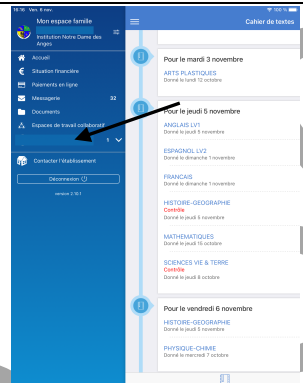 15:18 Ven. 6 nov.
100 %
Mon espace famille
Institution Notre Dame des
Anges
Accueil
Situation financière
Paiements en ligne
Messagerie 32
Documents
Espaces de travail collaboratif
1
Contacter l'établissement
Déconnexion
version 2.10.1
Cahier de textes
Pour le mardi 3 novembre
ARTS PLASTIQUES
Donné le lundi 12 octobre
Pour le jeudi 5 novembre
ANGLAIS LV1
Donné le jeudi 5 novembre
ESPAGNOL LV2
Donné le dimanche 1 novembre
FRANCAIS
Donné le dimanche 1 novembre
HISTOIRE-GEOGRAPHIE
Contrôle
Donné le jeudi 5 novembre
MATHEMATIQUES
Donné le jeudi 15 octobre
SCIENCES VIE & TERRE
Contrôle
Donné le jeudi 8 octobre
Pour le vendredi 6 novembre
HISTOIRE-GEOGRAPHIE
Donné le jeudi 5 novembre
PHYSIQUE-CHIMIE
Donné le mercredi 7 octobre